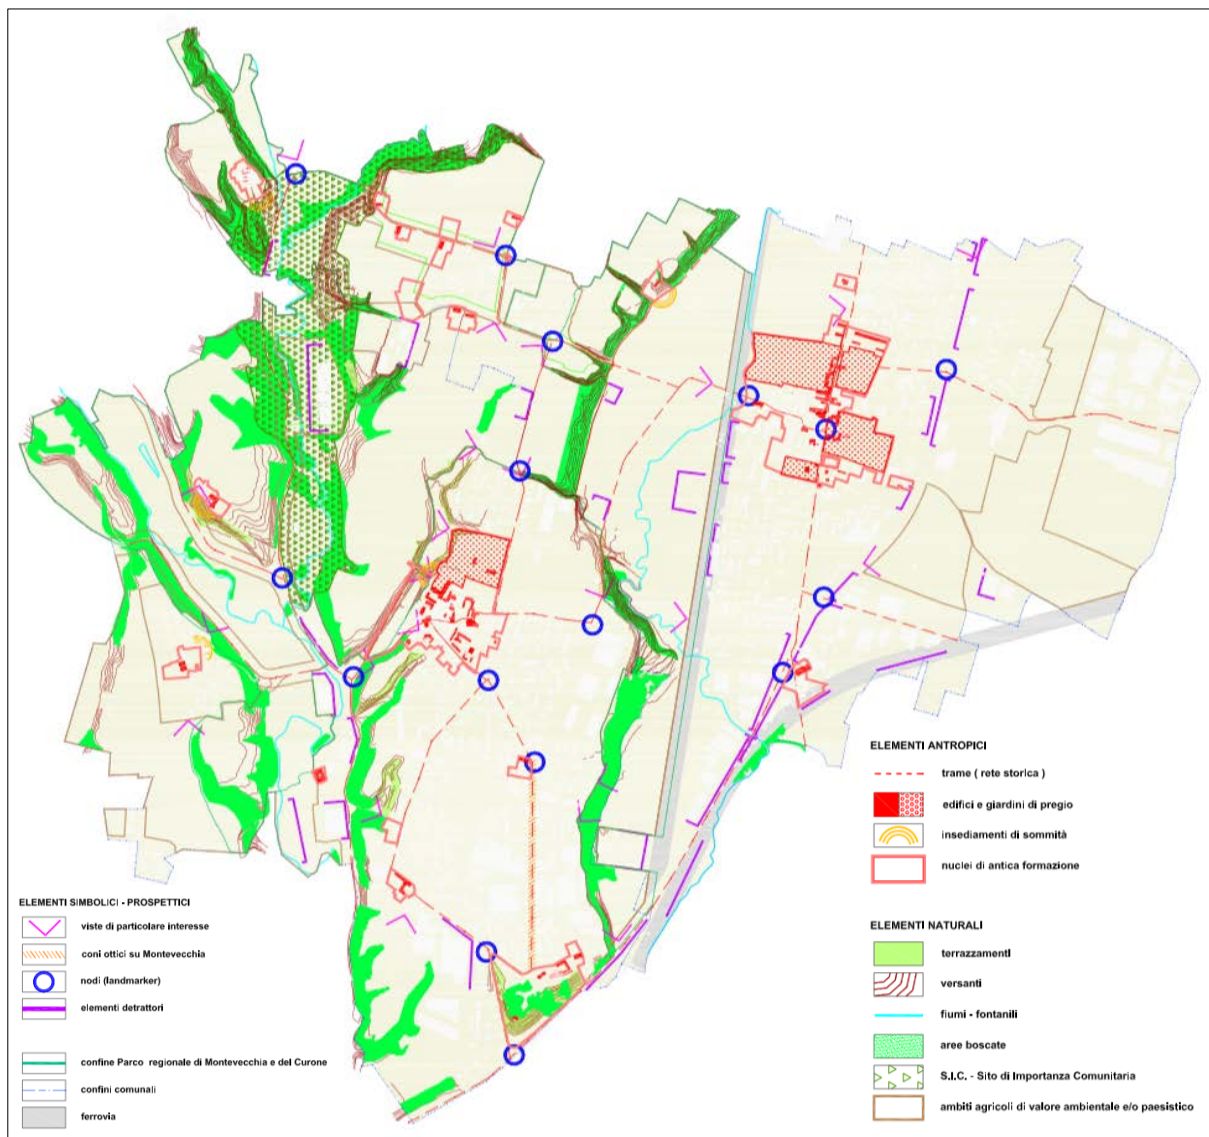 ELEMENTI SIMBOLICI - PROSPETTICI
viste di particolare interesse
coni ottici su Montevecchia
nodi (landmarker)
elementi detrattori
confine Parco regionale di Montevecchia e del Curone
confini comunali
ferrovia
ELEMENTI ANTROPICI
trame ( rete storica )
edifici e giardini di pregio
insediamenti di sommità
nuclei di antica formazione
ELEMENTI NATURALI
terrazzamenti
versanti
fiumi - fontanili
aree boscate
S.I.C. - Sito di Importanza Comunitaria
ambiti agricoli di valore ambientale e/o paesistico